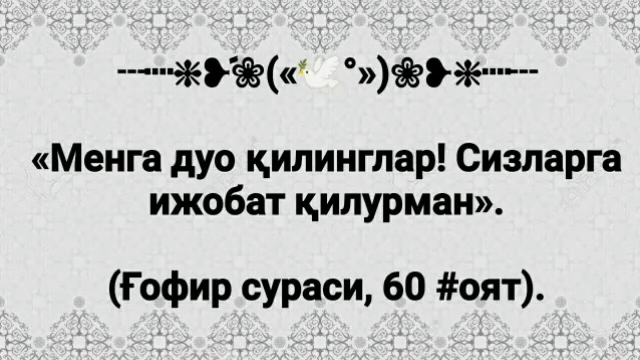 «Менга дуо қилинглар! Сизларга
ижобат қилурман».
(Ғофир сураси, 60 #оят).